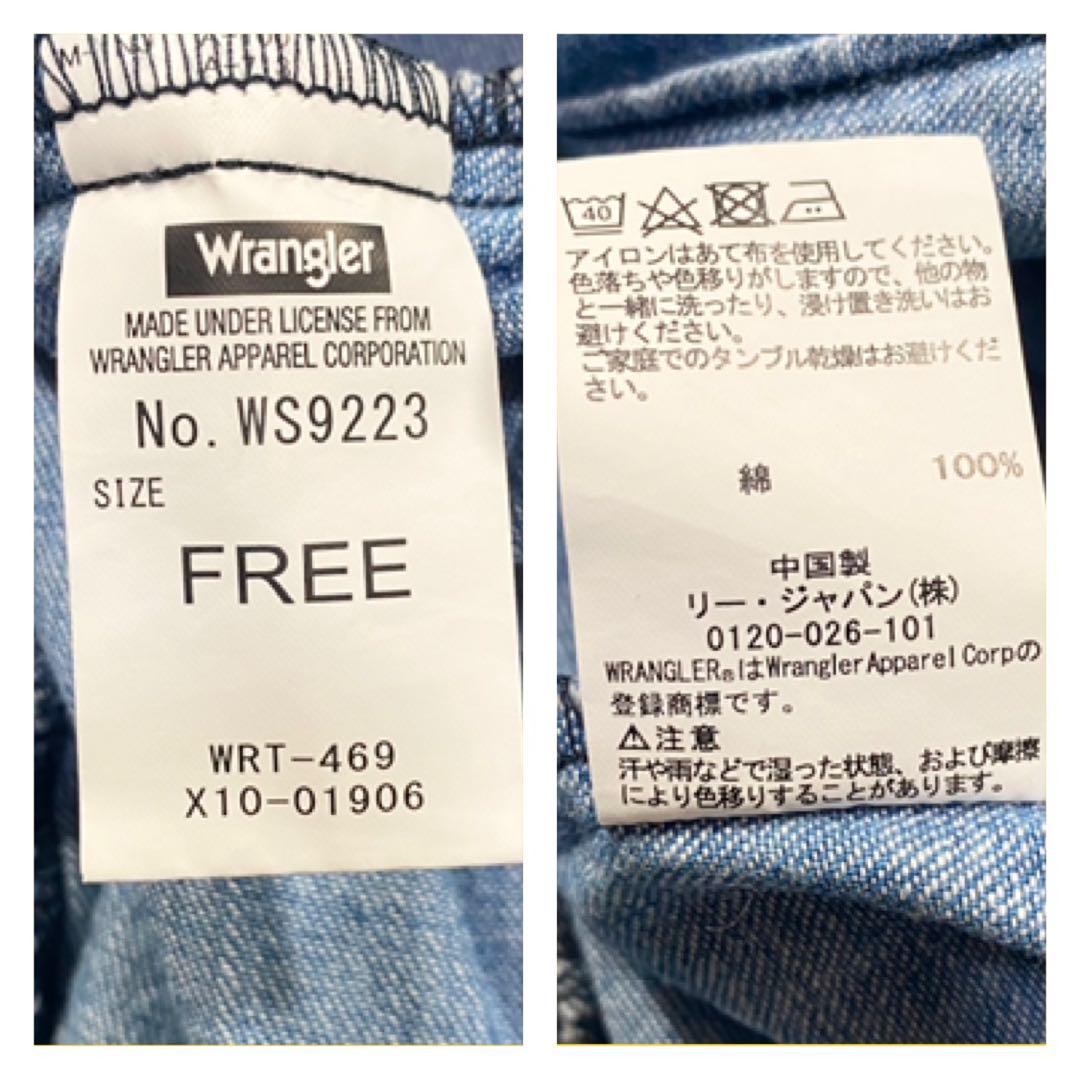 Wrangler
MADE UNDER LICENSE FROM
WRANGLER APPAREL CORPORATION
No. WS9223
SIZE
FREE
WRT-469
X10-01906
40
アイロンはあて布を使用してください。
色落ちや色移りがしますので、他の物
と一緒に洗ったり、浸け置き洗いはお
避けください。
ご家庭でのタンブル乾燥はお避けくだ
さい。
綿 100%
中国製
リー・ジャパン(株)
0120-026-101
WRANGLER®はWrangler Apparel Corpの
登録商標です。
⚠注意
汗や雨などで湿った状態、および摩擦
により色移りすることがあります。